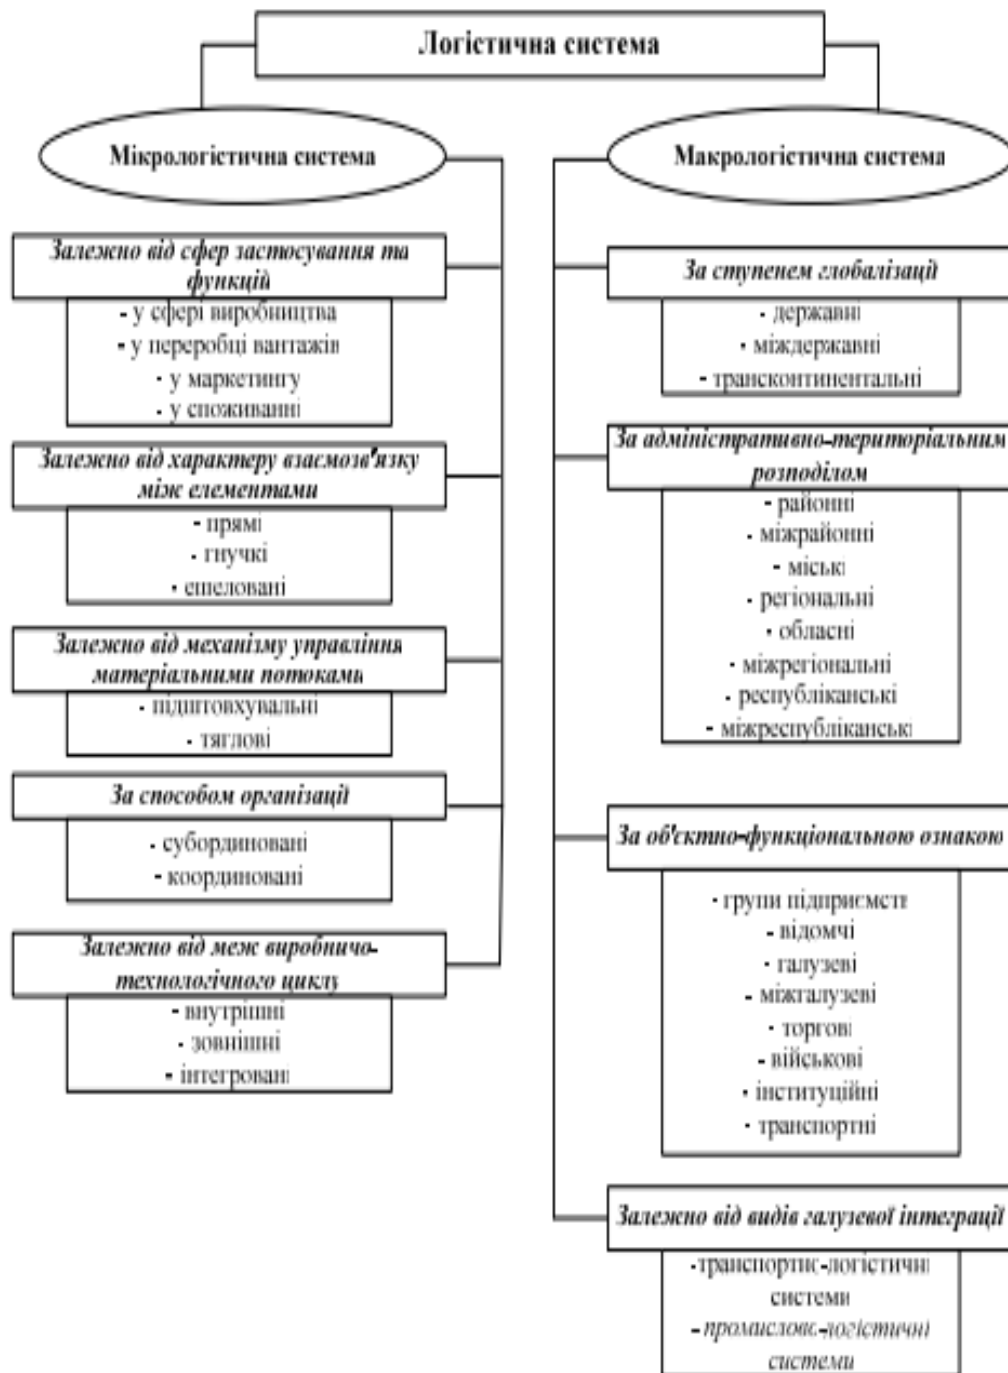 Логістична система
Мікрологістична система
Залежно від сфер застосування та
функцій
- у сфері виробництва
- у переробці вантажів
- у маркетингу
- у споживанні
Залежно від характеру взаємозв'язку
між елементами
- прямі
- гнучкі
- ешеловані
Залежно від механізму управління
матеріальними потоками
- підштовхувальні
- тяглові
За способом організації
- субординовані
- координовані
Залежно від меж виробничо-
технологічного циклу
- внутрішні
- зовнішні
- інтегровані
Макрологістична система
За ступенем глобалізації
- державні
- міждержавні
- трансконтинентальні
За адміністративно-територіальним
розподілом
- районні
- міжрайонні
- міські
- регіональні
- обласні
- міжрегіональні
- республіканські
- міжреспубліканські
За об'єктно-функціональною ознакою
- групи підприємств
- відомчі
- галузеві
- міжгалузеві
- торгові
- військові
- інституційні
- транспортні
Залежно від видів галузевої інтеграції
-транспортно-логістичні
системи
-промислово-логістичні
системи